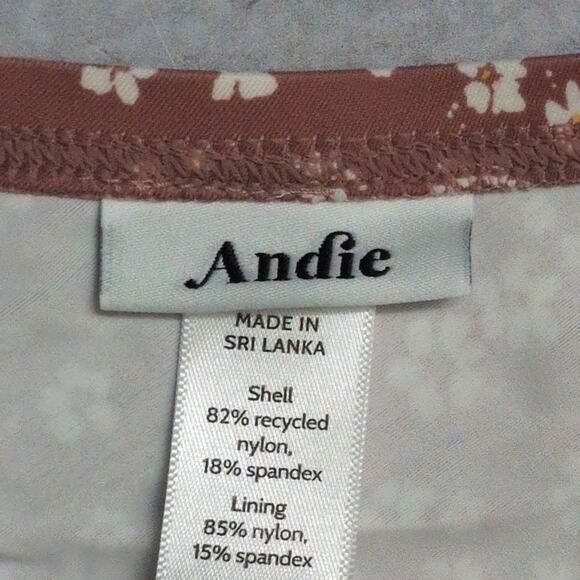 Andie
MADE IN
SRI LANKA
Shell
82% recycled
nylon,
18% spandex
Lining
85% nylon,
15% spandex